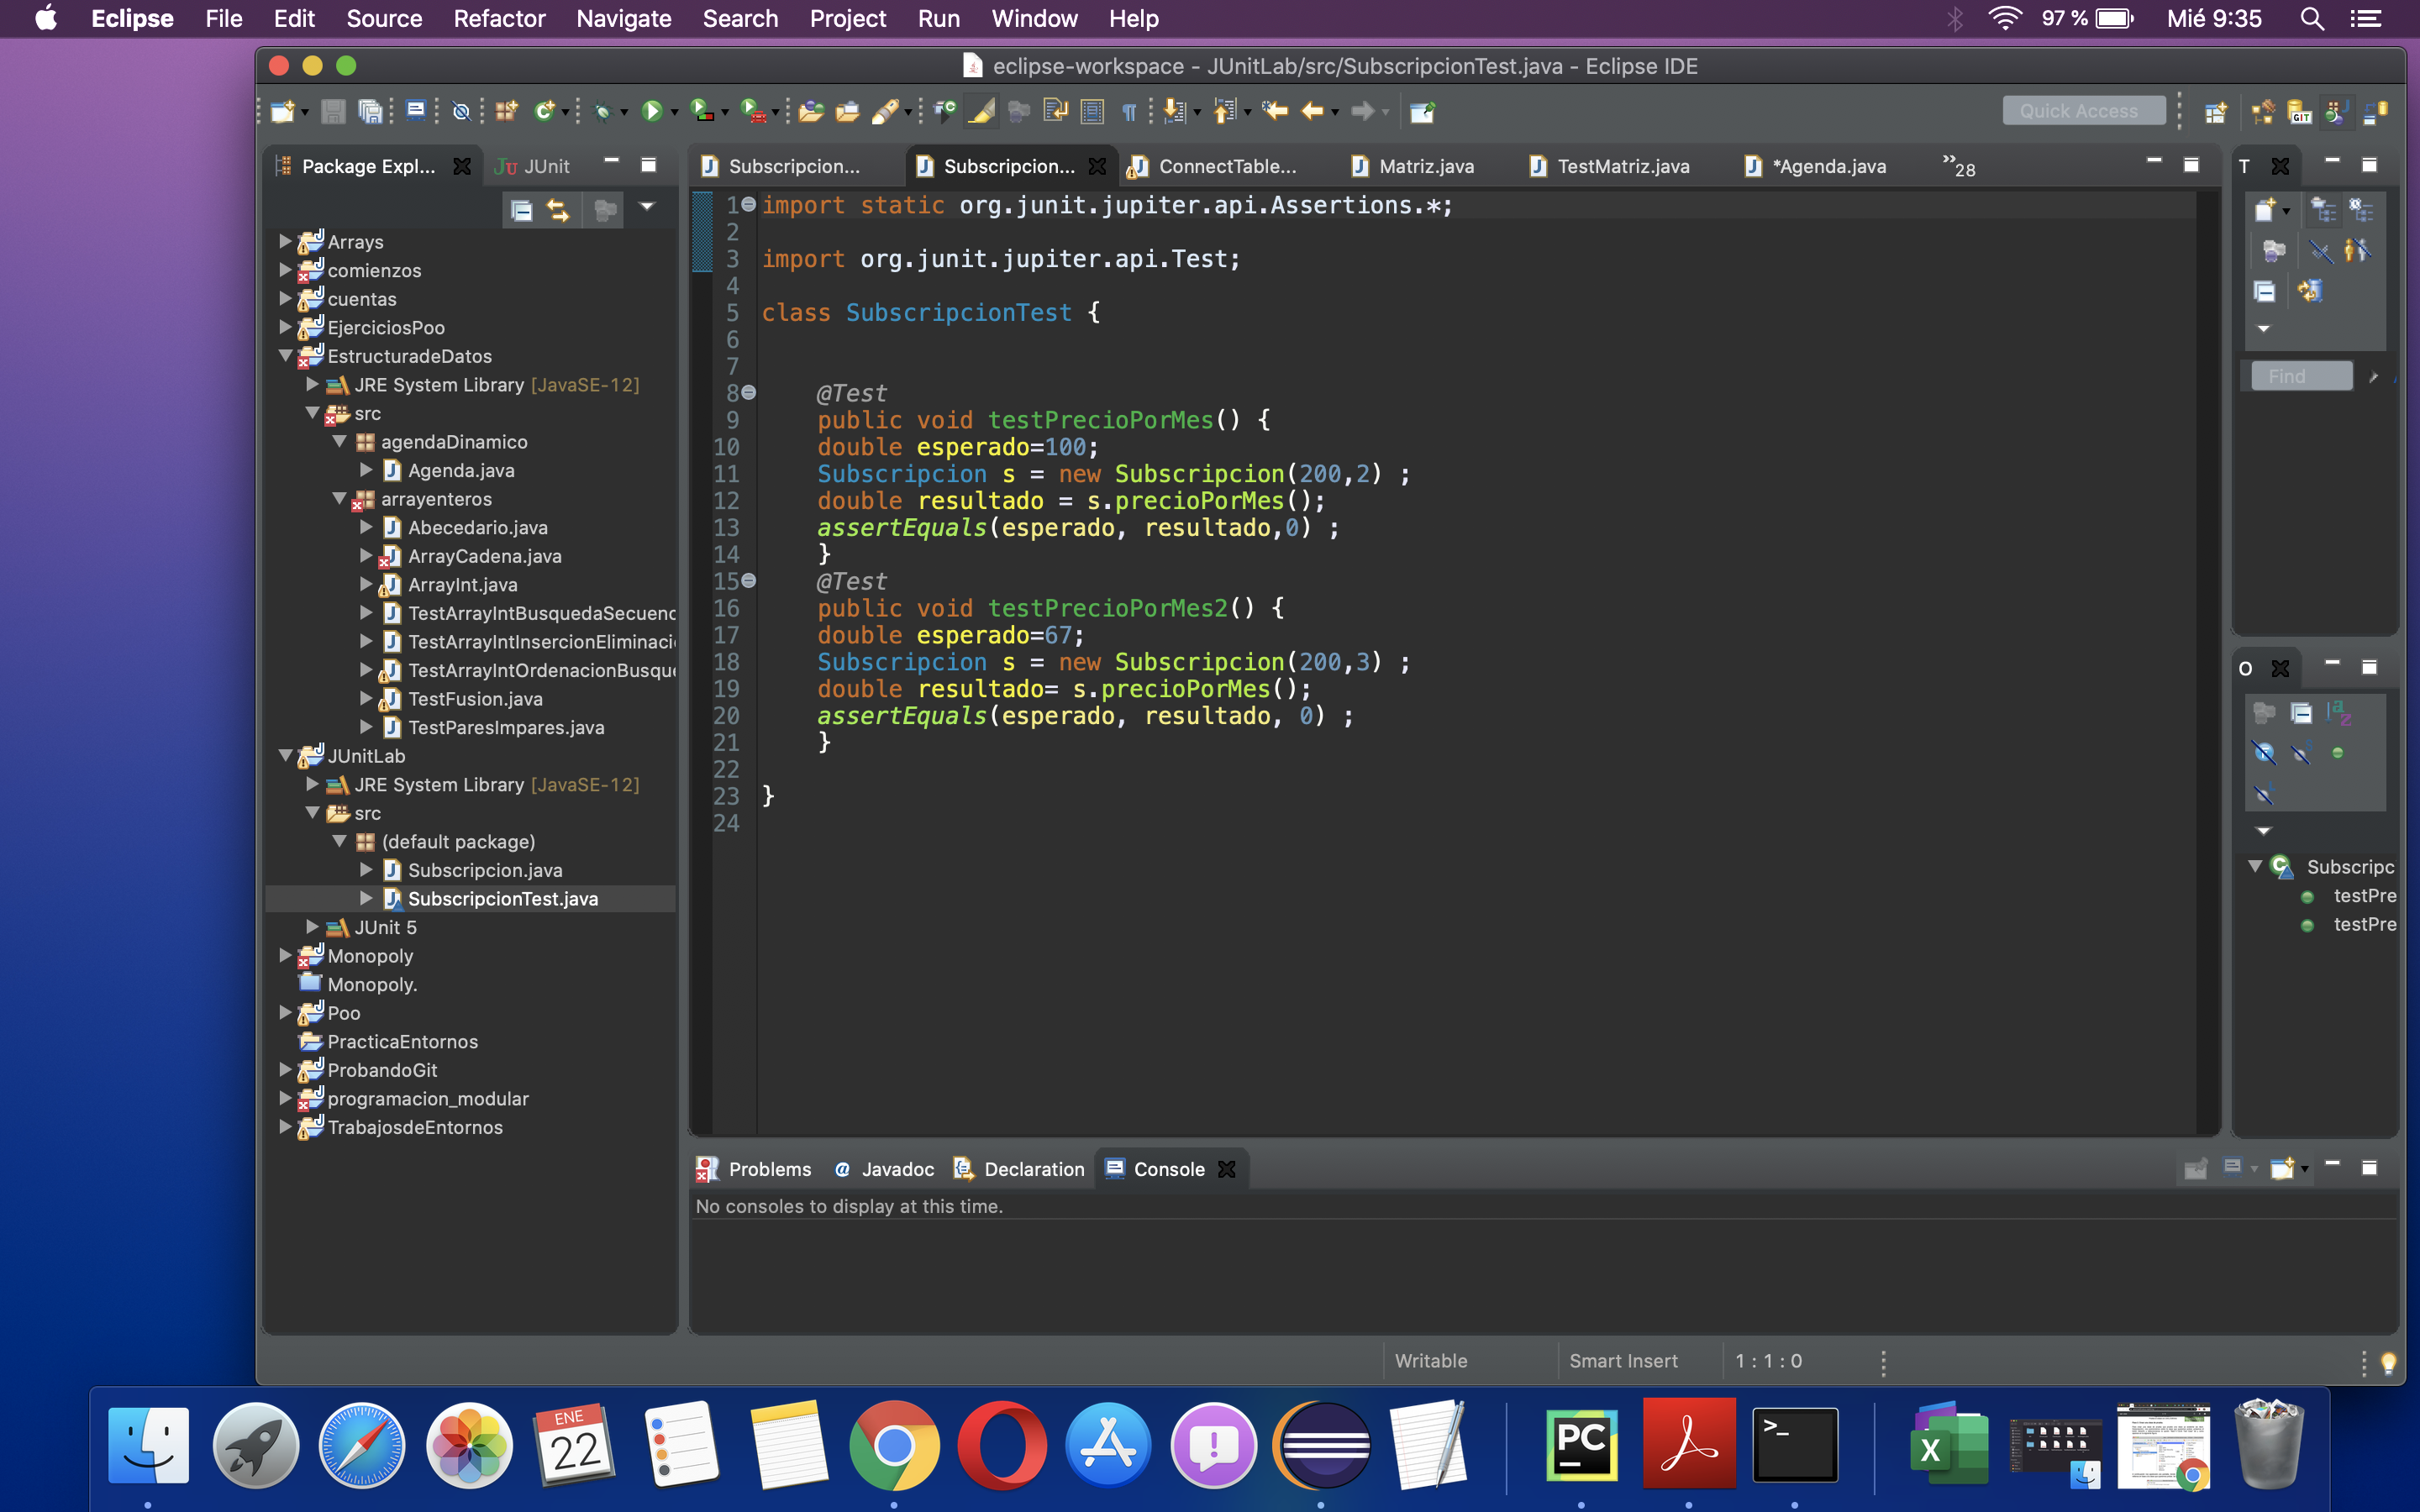 Eclipse File Edit Source Refactor Navigate Search Project Run Window Help 97 % Mié 9:35
eclipse-workspace - JUnitLab/src/SubscripcionTest.java - Eclipse IDE
Quick Access
GIT
Package Expl... JUnit
Subscripcion... Subscripcion... ConnectTable... Matriz.java TestMatriz.java *Agenda.java »28
Arrays
comienzos
cuentas
EjerciciosPoo
EstructuradeDatos
JRE System Library [JavaSE-12]
src
agendaDinamico
Agenda.java
arrayenteros
Abecedario.java
ArrayCadena.java
ArrayInt.java
TestArrayIntBusquedaSecuenc
TestArrayIntInsercionEliminaci
TestArrayIntOrdenacionBusqu
TestFusion.java
TestParesImpares.java
JUnitLab
JRE System Library [JavaSE-12]
src
(default package)
Subscripcion.java
SubscripcionTest.java
JUnit 5
Monopoly
Monopoly.
Poo
PracticaEntornos
ProbandoGit
programacion_modular
TrabajosdeEntornos
1 import static org.junit.jupiter.api.Assertions.*;
2
3 import org.junit.jupiter.api.Test;
4
5 class SubscripcionTest {
6
7
8 @Test
9 public void testPrecioPorMes() {
10 double esperado=100;
11 Subscripcion s = new Subscripcion(200,2) ;
12 double resultado = s.precioPorMes();
13 assertEquals(esperado, resultado,0) ;
14 }
15 @Test
16 public void testPrecioPorMes2() {
17 double esperado=67;
18 Subscripcion s = new Subscripcion(200,3) ;
19 double resultado= s.precioPorMes();
20 assertEquals(esperado, resultado, 0) ;
21 }
22
23 }
24
T
Find
O
Subscripc
testPre
testPre
Problems @ Javadoc Declaration Console
No consoles to display at this time.
Writable Smart Insert 1 : 1 : 0
ENE
22
PC
>_
X